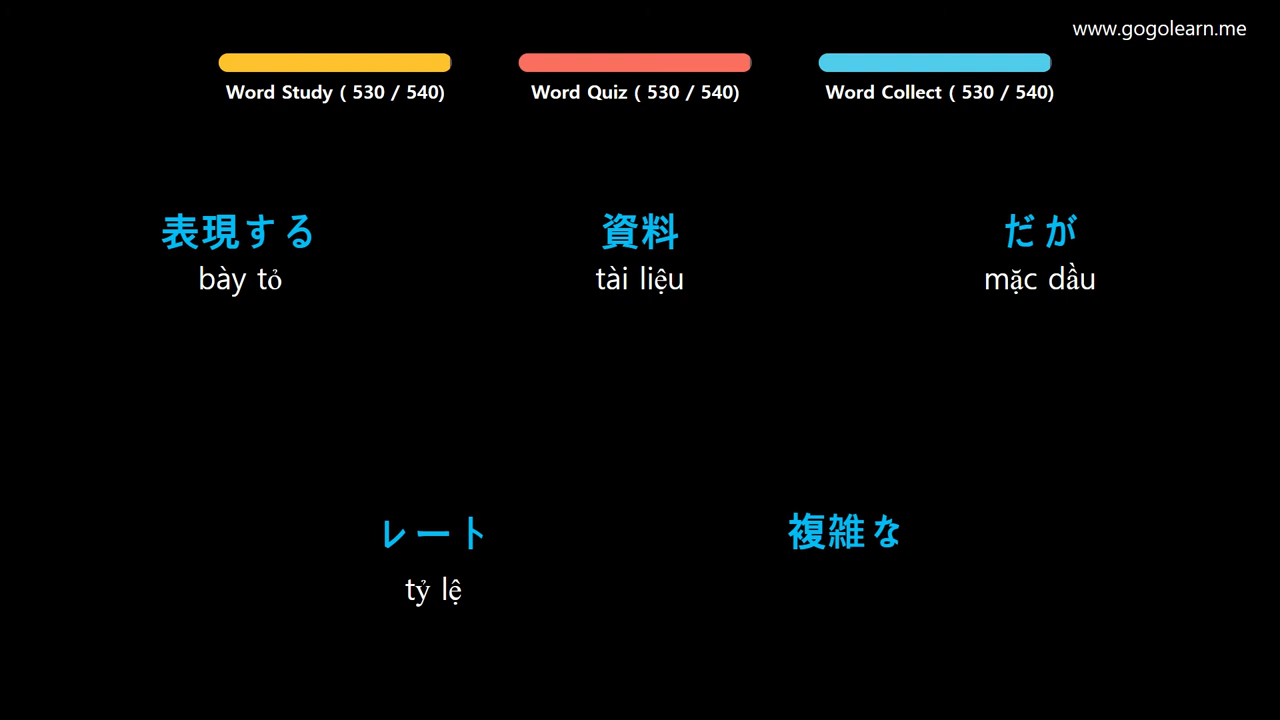 www.gogolearn.me
Word Study ( 530 / 540)
Word Quiz ( 530 / 540)
Word Collect ( 530 / 540)
表現する
bày tỏ
資料
tài liệu
だが
mặc dầu
レート
tỷ lệ
複雑な